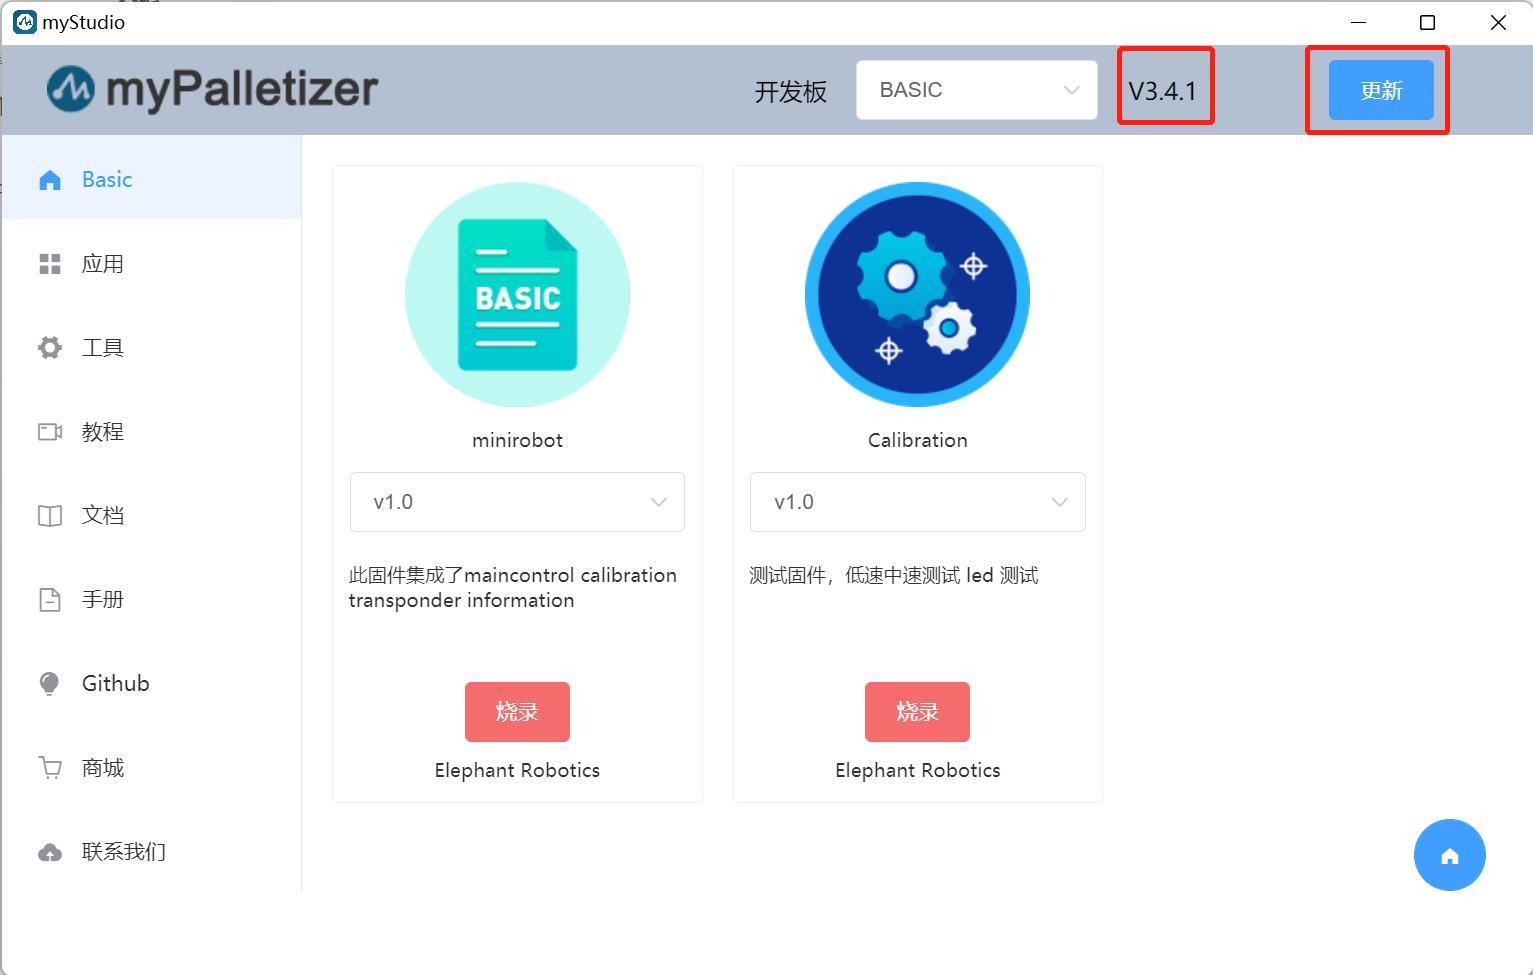 myStudio
myPalletizer
开发板
BASIC
V3.4.1
更新
Basic
应用
工具
教程
文档
手册
Github
商城
联系我们
BASIC
minirobot
v1.0
此固件集成了maincontrol calibration
transponder information
烧录
Elephant Robotics
Calibration
v1.0
测试固件，低速中速测试 led 测试
烧录
Elephant Robotics